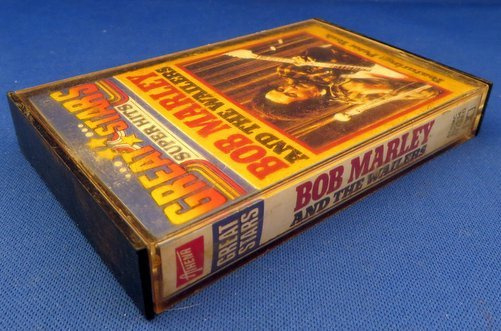 GREAT STARS
SUPER HITS
BOB MARLEY
AND THE WAILERS
GREAT
STARS
BOB MARLEY
AND THE WAILERS